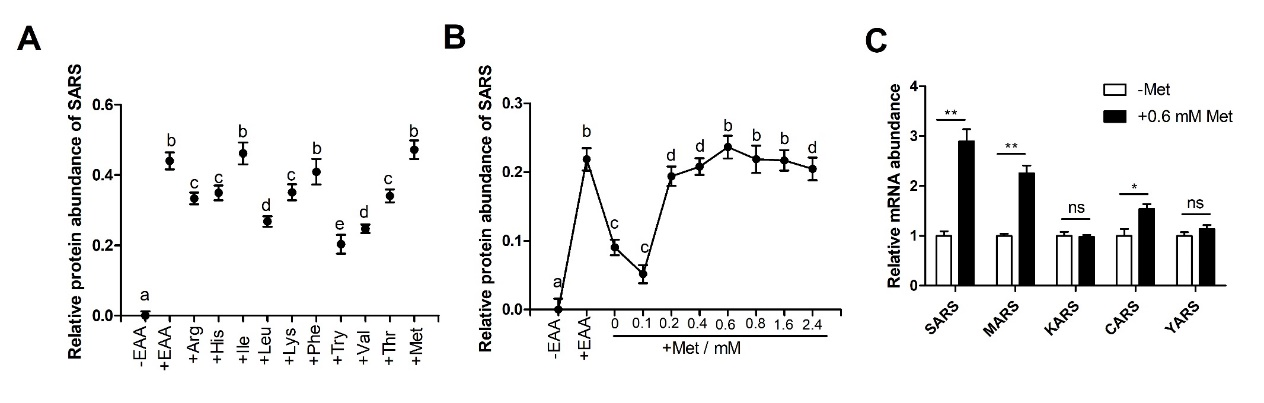 A
Relative protein abundance of SARS
0.6
0.4
0.2
0.0
a
b
c
c
b
d
c
b
e
d
c
b
-EAA
+EAA
+Arg
+His
+Ile
+Leu
+Lys
+Phe
+Try
+Val
+Thr
+Met
B
Relative protein abundance of SARS
0.3
0.2
0.1
0.0
a
b
c
c
d
d
b
b
b
d
-EAA
+EAA
0
0.1
0.2
0.4
0.6
0.8
1.6
2.4
+Met / mM
C
Relative mRNA abundance
4
3
2
1
0
-Met
+0.6 mM Met
**
**
ns
*
ns
SARS
MARS
KARS
CARS
YARS